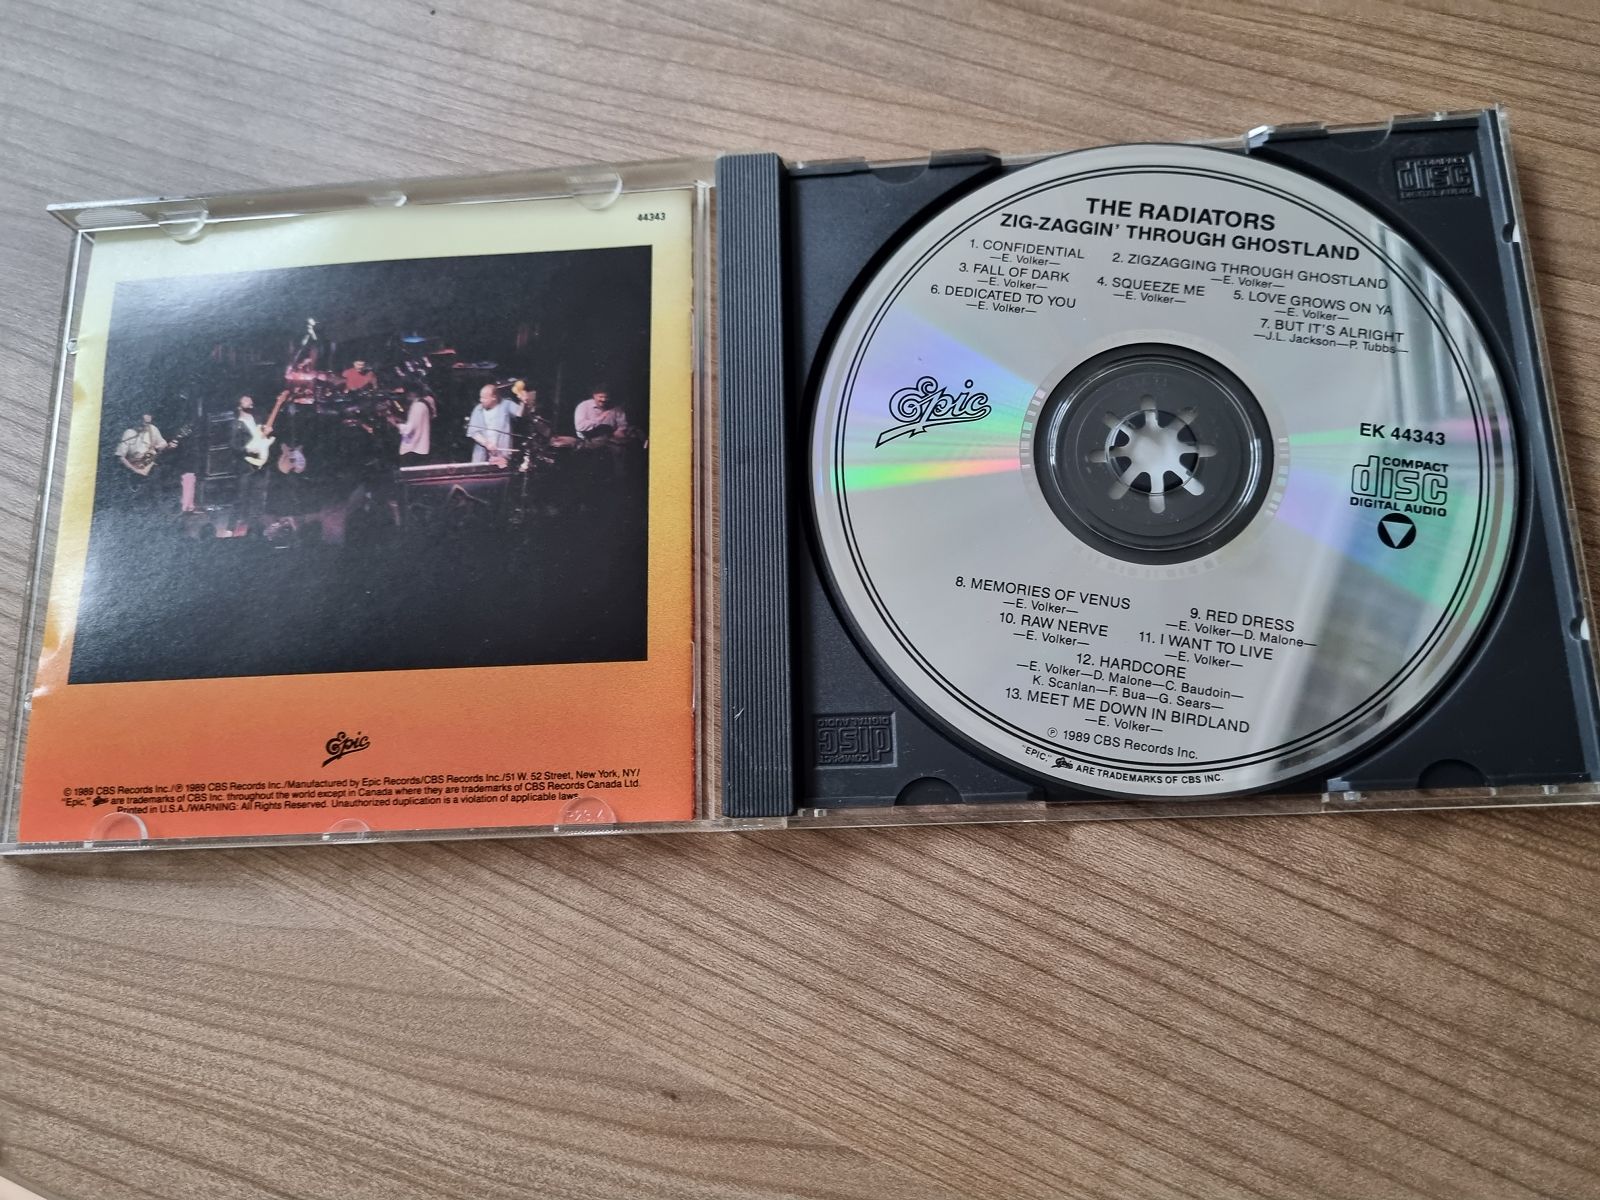 44343
Epic
© 1989 CBS Records Inc./℗ 1989 CBS Records Inc./Manufactured by Epic Records/CBS Records Inc./51 W. 52 Street, New York, NY/
"Epic," Epic are trademarks of CBS Inc. throughout the world except in Canada where they are trademarks of CBS Records Canada Ltd.
Printed in U.S.A./WARNING: All Rights Reserved. Unauthorized duplication is a violation of applicable laws.
COMPACT
disc
DIGITAL AUDIO
THE RADIATORS
ZIG-ZAGGIN' THROUGH GHOSTLAND
1. CONFIDENTIAL
—E. Volker—
2. ZIGZAGGING THROUGH GHOSTLAND
—E. Volker—
3. FALL OF DARK
—E. Volker—
4. SQUEEZE ME
—E. Volker—
5. LOVE GROWS ON YA
—E. Volker—
6. DEDICATED TO YOU
—E. Volker—
7. BUT IT'S ALRIGHT
—J.L. Jackson—P. Tubbs—
Epic
EK 44343
COMPACT
disc
DIGITAL AUDIO
8. MEMORIES OF VENUS
—E. Volker—
9. RED DRESS
—E. Volker—D. Malone—
10. RAW NERVE
—E. Volker—
11. I WANT TO LIVE
—E. Volker—
12. HARDCORE
—E. Volker—D. Malone—C. Baudoin—
K. Scanlan—F. Bua—G. Sears—
13. MEET ME DOWN IN BIRDLAND
—E. Volker—
℗ 1989 CBS Records Inc.
"EPIC," Epic ARE TRADEMARKS OF CBS INC.
COMPACT
disc
DIGITAL AUDIO